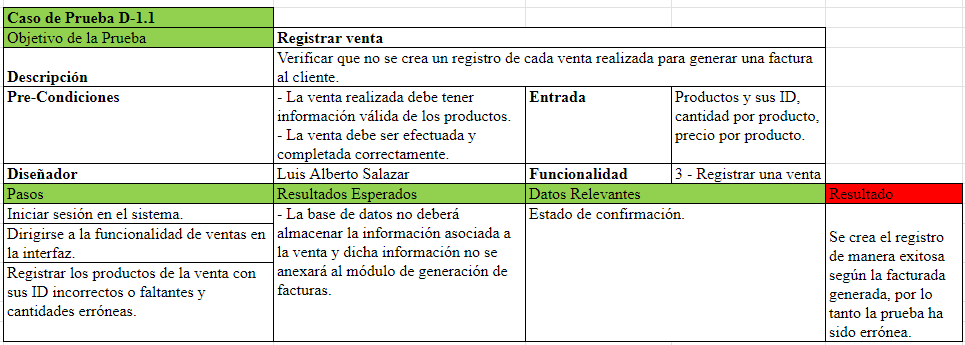 Caso de Prueba D-1.1
Objetivo de la Prueba
Registrar venta
Descripción
Verificar que no se crea un registro de cada venta realizada para generar una factura
al cliente.
Pre-Condiciones
- La venta realizada debe tener
información válida de los productos.
- La venta debe ser efectuada y
completada correctamente.
Entrada
Productos y sus ID,
cantidad por producto,
precio por producto.
Diseñador
Luis Alberto Salazar
Funcionalidad
3 - Registrar una venta
Pasos
Resultados Esperados
Datos Relevantes
Resultado
Iniciar sesión en el sistema.
Dirigirse a la funcionalidad de ventas en
la interfaz.
Registrar los productos de la venta con
sus ID incorrectos o faltantes y
cantidades erróneas.
- La base de datos no deberá
almacenar la información asociada a
la venta y dicha información no se
anexará al módulo de generación de
facturas.
Estado de confirmación.
Se crea el registro
de manera exitosa
según la facturada
generada, por lo
tanto la prueba ha
sido errónea.